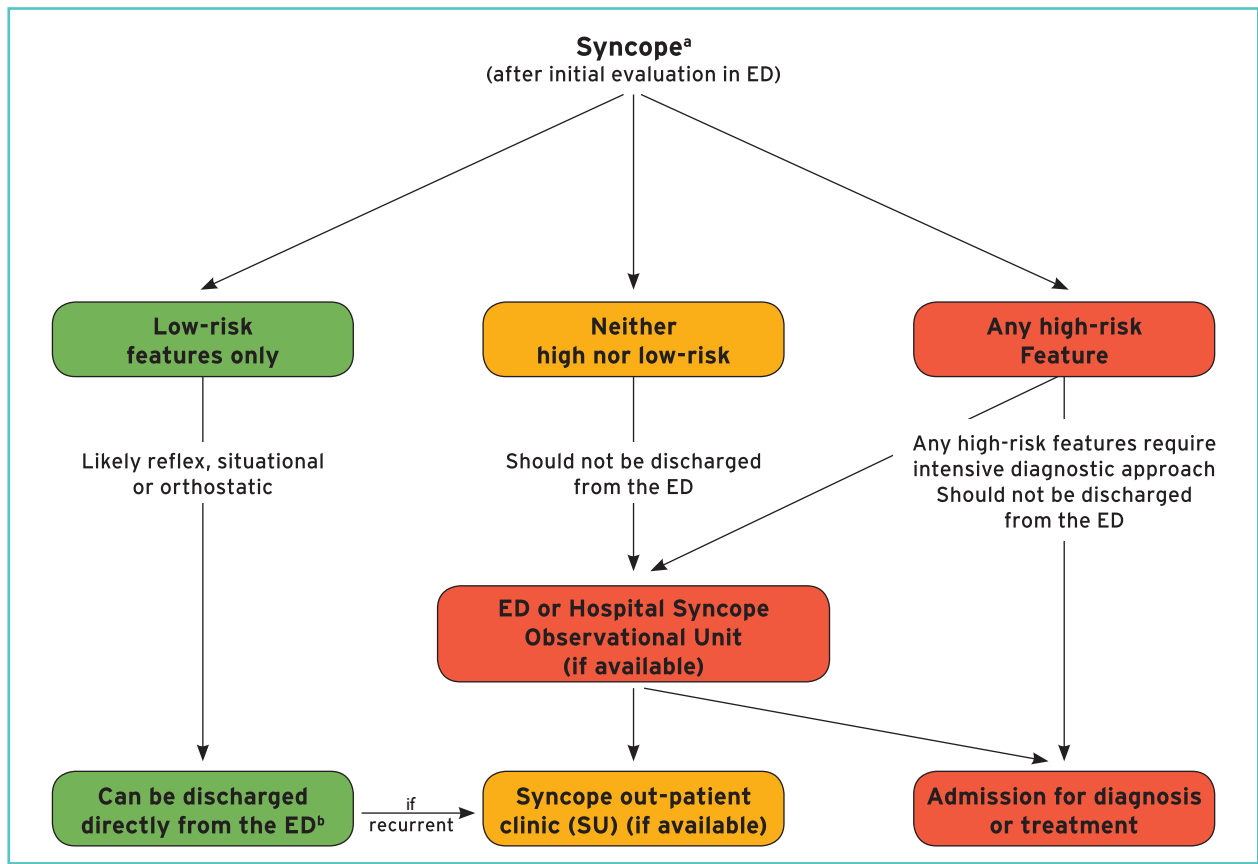 Syncopeᵃ
(after initial evaluation in ED)
Low-risk
features only
Neither
high nor low-risk
Any high-risk
Feature
Likely reflex, situational
or orthostatic
Should not be discharged
from the ED
Any high-risk features require
intensive diagnostic approach
Should not be discharged
from the ED
ED or Hospital Syncope
Observational Unit
(if available)
Can be discharged
directly from the EDᵇ
if
recurrent
Syncope out-patient
clinic (SU) (if available)
Admission for diagnosis
or treatment